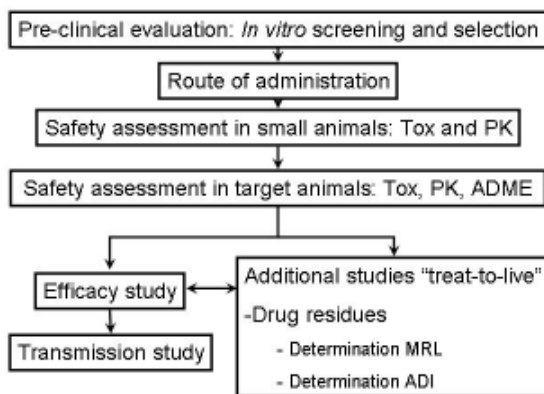 Pre-clinical evaluation: In vitro screening and selection
Route of administration
Safety assessment in small animals: Tox and PK
Safety assessment in target animals: Tox, PK, ADME
Efficacy study
Transmission study
Additional studies “treat-to-live”
-Drug residues
- Determination MRL
- Determination ADI